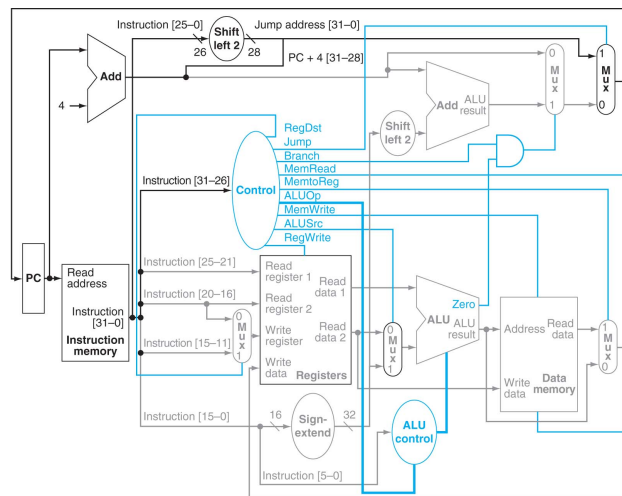 Instruction [25–0]
Shift
left 2
Jump address [31–0]
26
28
PC + 4 [31–28]
Add
4
0
Mux
1
1
Mux
0
Add
ALU
result
Shift
left 2
RegDst
Jump
Branch
MemRead
MemtoReg
ALUOp
MemWrite
ALUSrc
RegWrite
Control
Instruction [31–26]
PC
Read
address
Instruction
[31–0]
Instruction
memory
Instruction [25–21]
Instruction [20–16]
Instruction [15–11]
0
Mux
1
Read
register 1
Read
register 2
Write
register
Write
data
Read
data 1
Read
data 2
Registers
0
Mux
1
Zero
ALU
ALU
result
Address
Read
data
Write
data
Data
memory
1
Mux
0
Instruction [15–0]
16
Sign-
extend
32
ALU
control
Instruction [5–0]